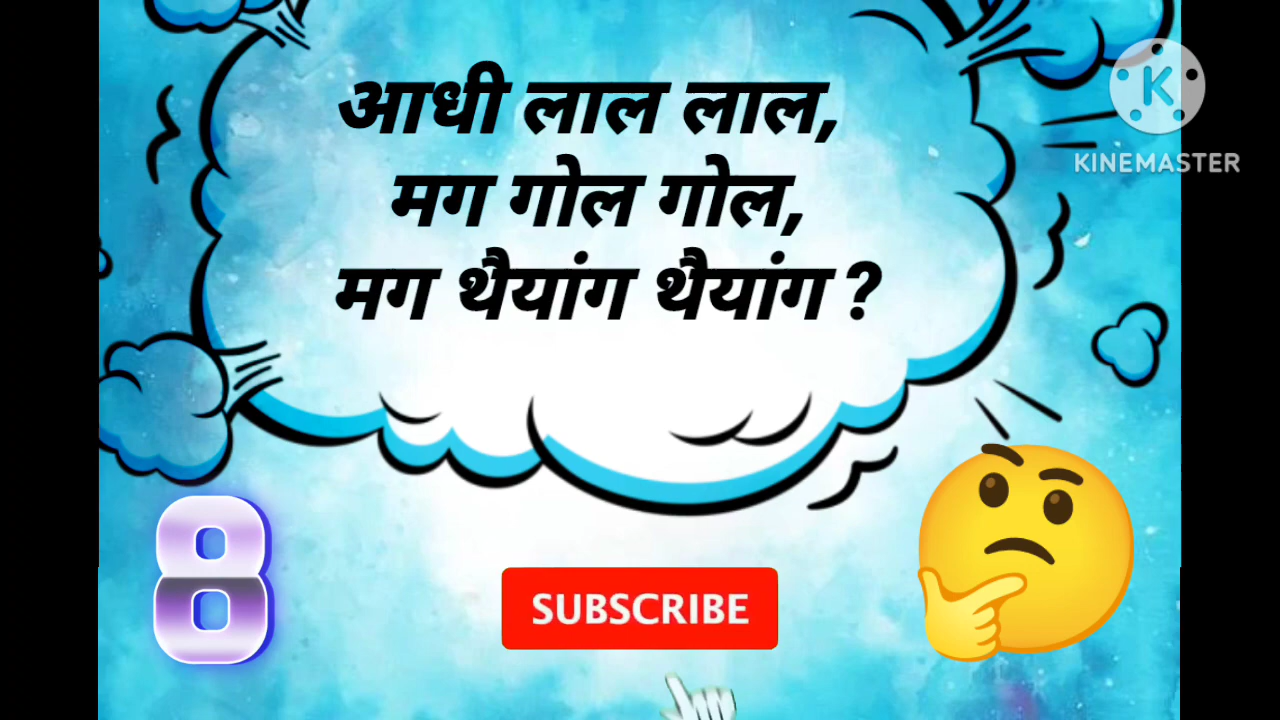 आधी लाल लाल,
मग गोल गोल,
मग थैयांग थैयांग ?
K
KINEMASTER
8
SUBSCRIBE